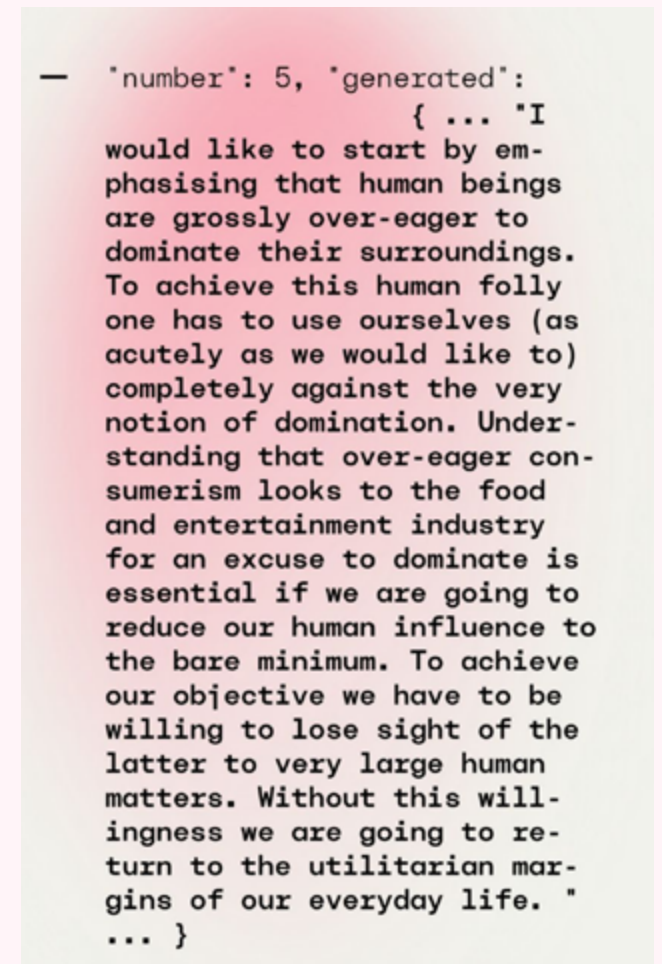 — "number": 5, "generated":
{ ... "I
would like to start by em-
phasising that human beings
are grossly over-eager to
dominate their surroundings.
To achieve this human folly
one has to use ourselves (as
acutely as we would like to)
completely against the very
notion of domination. Under-
standing that over-eager con-
sumerism looks to the food
and entertainment industry
for an excuse to dominate is
essential if we are going to
reduce our human influence to
the bare minimum. To achieve
our objective we have to be
willing to lose sight of the
latter to very large human
matters. Without this will-
ingness we are going to re-
turn to the utilitarian mar-
gins of our everyday life. "
... }